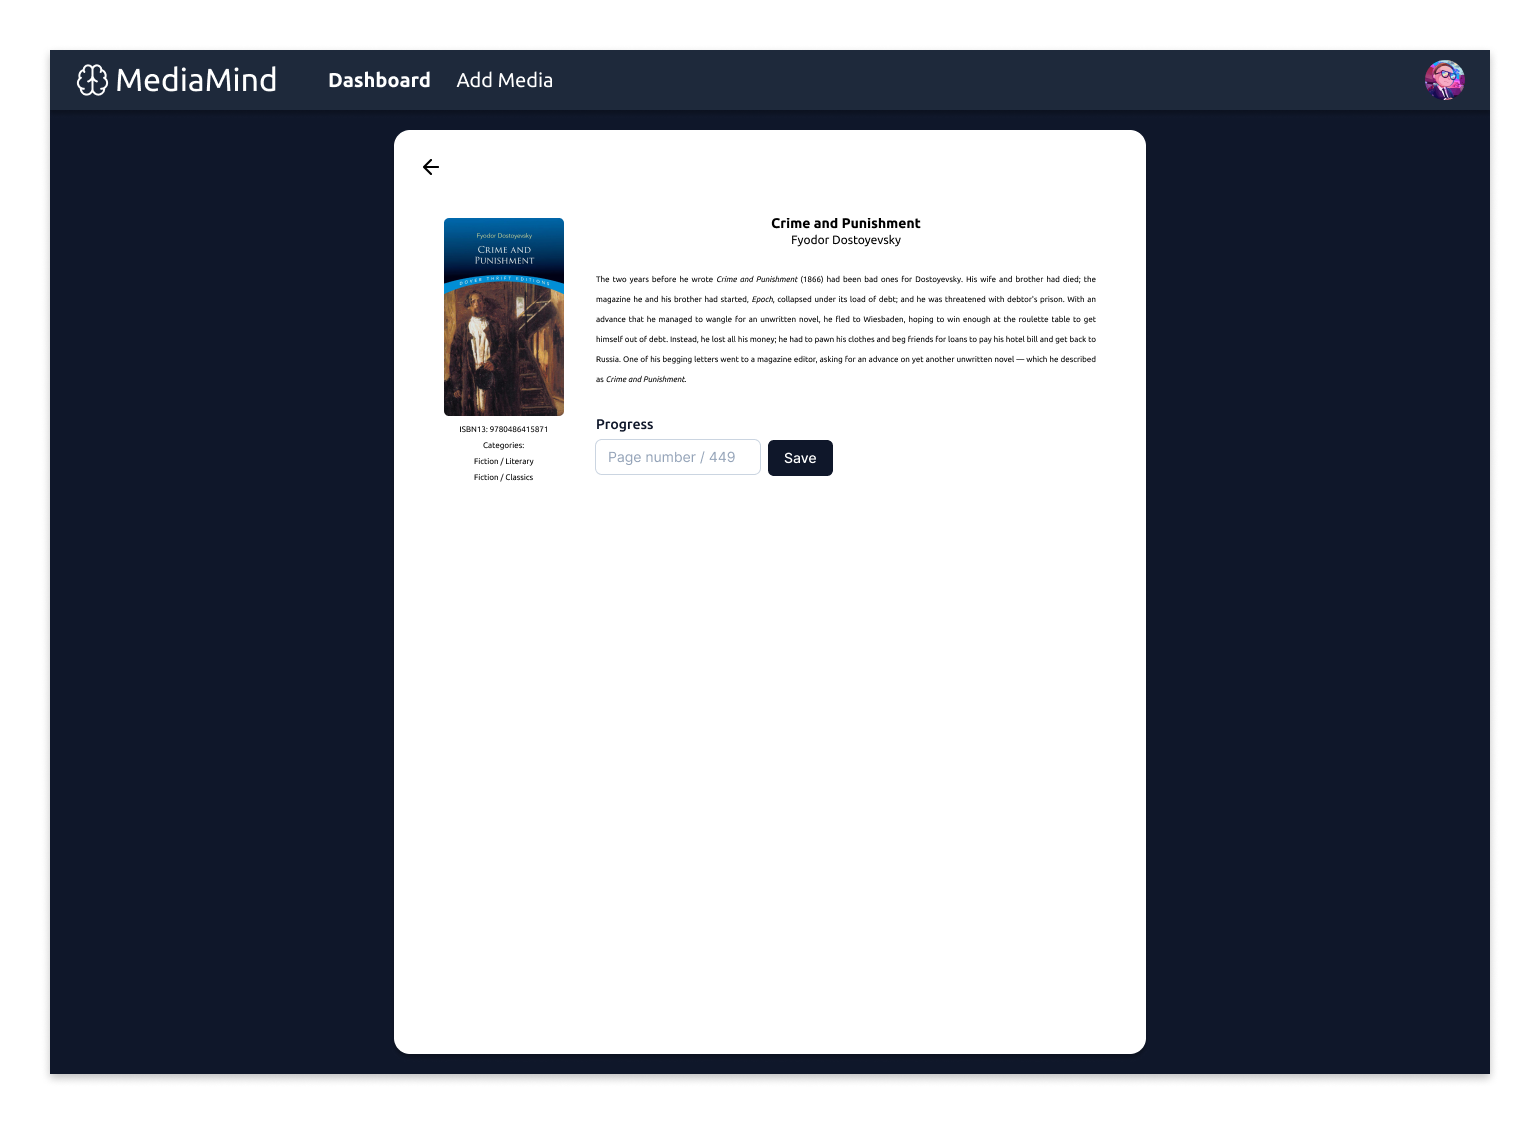 MediaMind
Dashboard
Add Media
Fyodor Dostoyevsky
CRIME AND
PUNISHMENT
DOVER THRIFT EDITIONS
ISBN13: 9780486415871
Categories:
Fiction / Literary
Fiction / Classics
Crime and Punishment
Fyodor Dostoyevsky
The two years before he wrote Crime and Punishment (1866) had been bad ones for Dostoyevsky. His wife and brother had died; the
magazine he and his brother had started, Epoch, collapsed under its load of debt; and he was threatened with debtor's prison. With an
advance that he managed to wangle for an unwritten novel, he fled to Wiesbaden, hoping to win enough at the roulette table to get
himself out of debt. Instead, he lost all his money; he had to pawn his clothes and beg friends for loans to pay his hotel bill and get back to
Russia. One of his begging letters went to a magazine editor, asking for an advance on yet another unwritten novel — which he described
as Crime and Punishment.
Progress
Page number / 449
Save